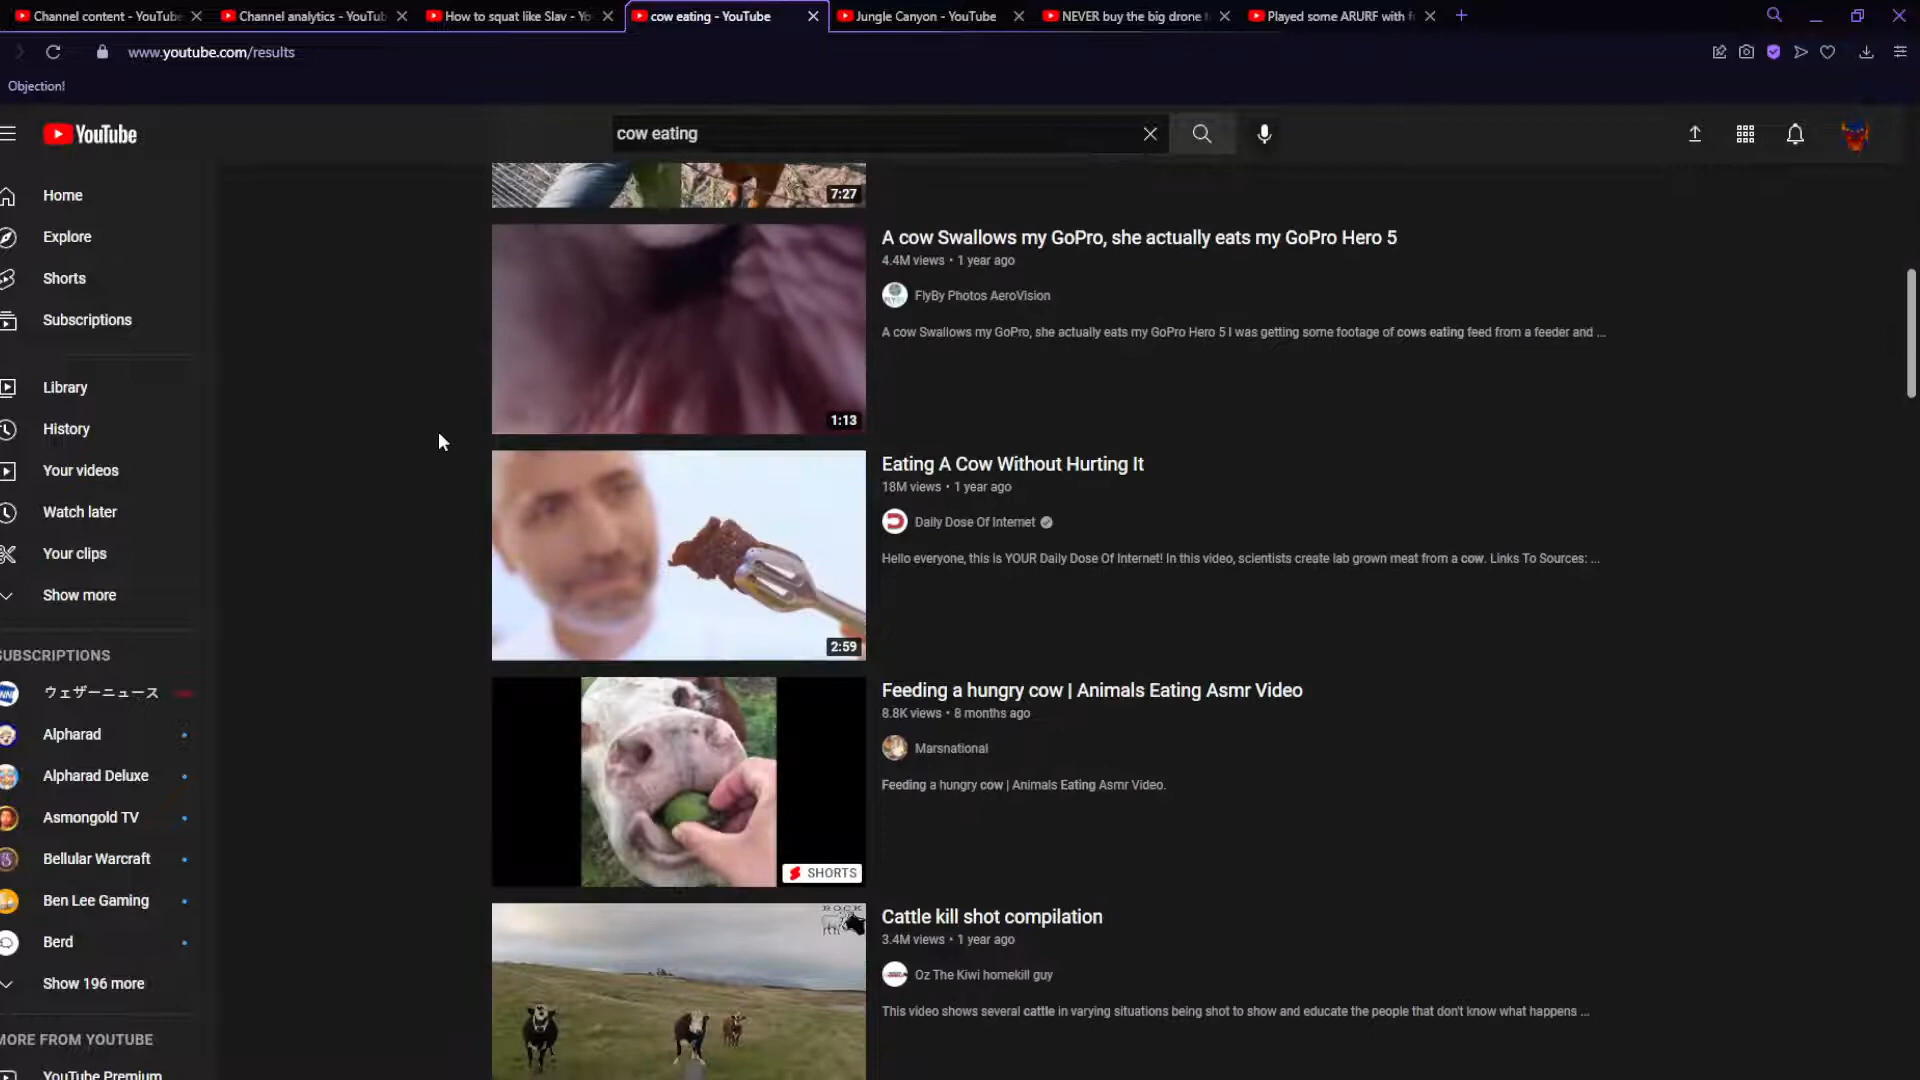 Channel content - YouTube
Channel analytics - YouTub
How to squat like Slav - Yo
cow eating - YouTube
Jungle Canyon - YouTube
NEVER buy the big drone
Played some ARURF with f
www.youtube.com/results
Objection!
YouTube
cow eating
Home
Explore
Shorts
Subscriptions
Library
History
Your videos
Watch later
Your clips
Show more
SUBSCRIPTIONS
ウェザーニュース
Alpharad
Alpharad Deluxe
Asmongold TV
Bellular Warcraft
Ben Lee Gaming
Berd
Show 196 more
MORE FROM YOUTUBE
YouTube Premium
7:27
A cow Swallows my GoPro, she actually eats my GoPro Hero 5
4.4M views • 1 year ago
FlyBy Photos AeroVision
A cow Swallows my GoPro, she actually eats my GoPro Hero 5 I was getting some footage of cows eating feed from a feeder and ...
1:13
Eating A Cow Without Hurting It
18M views • 1 year ago
Daily Dose Of Internet
Hello everyone, this is YOUR Daily Dose Of Internet! In this video, scientists create lab grown meat from a cow. Links To Sources: ...
2:59
Feeding a hungry cow | Animals Eating Asmr Video
8.8K views • 8 months ago
Marsnational
Feeding a hungry cow | Animals Eating Asmr Video.
SHORTS
Cattle kill shot compilation
3.4M views • 1 year ago
Oz The Kiwi homekill guy
This video shows several cattle in varying situations being shot to show and educate the people that don't know what happens ...
ROCK